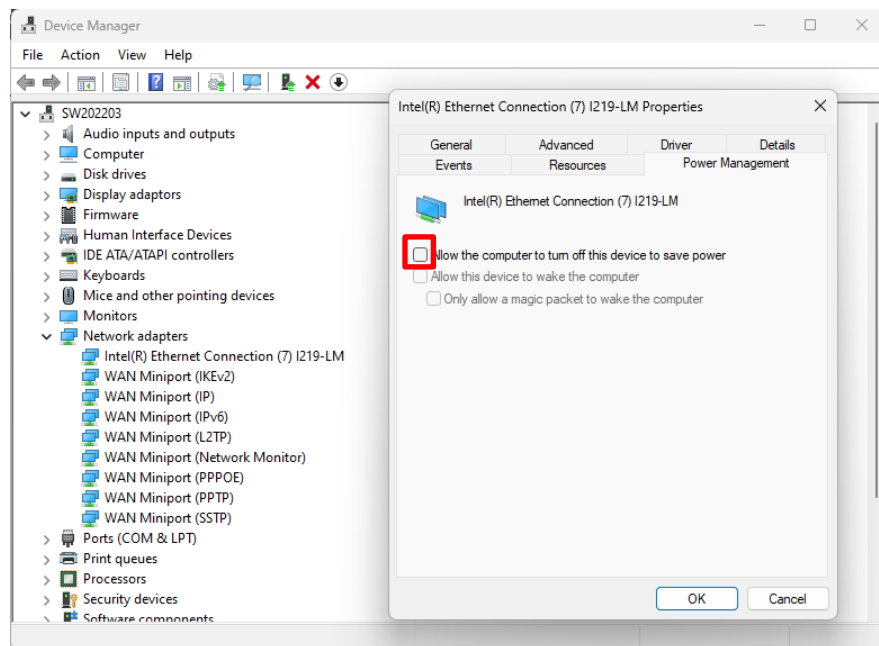 Device Manager
File Action View Help
SW202203
Audio inputs and outputs
Computer
Disk drives
Display adaptors
Firmware
Human Interface Devices
IDE ATA/ATAPI controllers
Keyboards
Mice and other pointing devices
Monitors
Network adapters
Intel(R) Ethernet Connection (7) I219-LM
WAN Miniport (IKEv2)
WAN Miniport (IP)
WAN Miniport (IPv6)
WAN Miniport (L2TP)
WAN Miniport (Network Monitor)
WAN Miniport (PPPOE)
WAN Miniport (PPTP)
WAN Miniport (SSTP)
Ports (COM & LPT)
Print queues
Processors
Security devices
Software components
Intel(R) Ethernet Connection (7) I219-LM Properties
General Advanced Driver Details
Events Resources Power Management
Intel(R) Ethernet Connection (7) I219-LM
Allow the computer to turn off this device to save power
Allow this device to wake the computer
Only allow a magic packet to wake the computer
OK Cancel